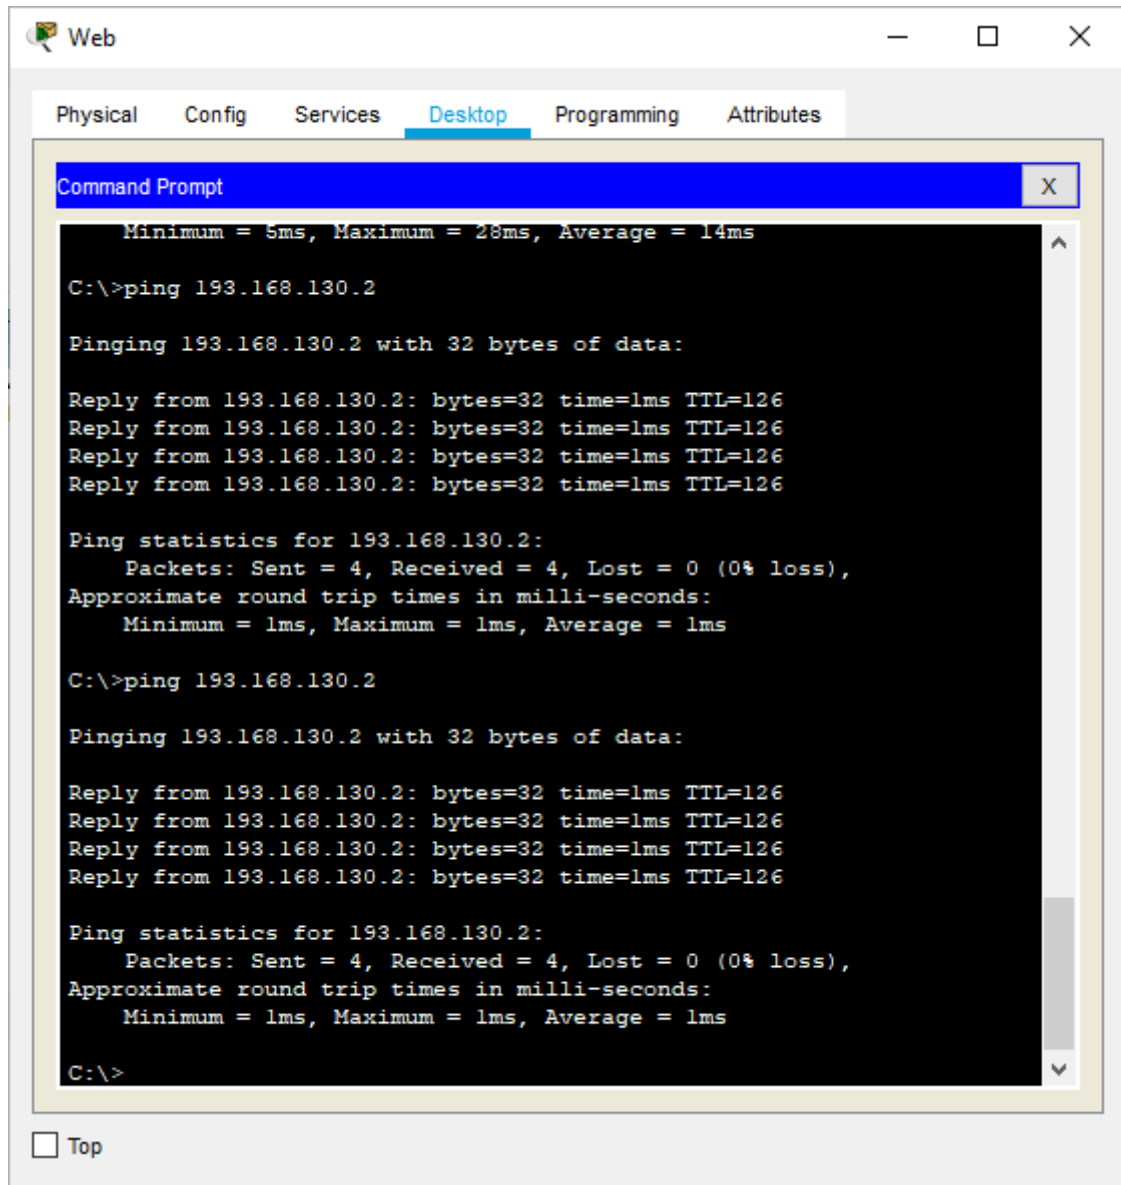 Web
Physical Config Services Desktop Programming Attributes
Command Prompt X
Minimum = 5ms, Maximum = 28ms, Average = 14ms
C:\>ping 193.168.130.2
Pinging 193.168.130.2 with 32 bytes of data:
Reply from 193.168.130.2: bytes=32 time=1ms TTL=126
Reply from 193.168.130.2: bytes=32 time=1ms TTL=126
Reply from 193.168.130.2: bytes=32 time=1ms TTL=126
Reply from 193.168.130.2: bytes=32 time=1ms TTL=126
Ping statistics for 193.168.130.2:
Packets: Sent = 4, Received = 4, Lost = 0 (0% loss),
Approximate round trip times in milli-seconds:
Minimum = 1ms, Maximum = 1ms, Average = 1ms
C:\>ping 193.168.130.2
Pinging 193.168.130.2 with 32 bytes of data:
Reply from 193.168.130.2: bytes=32 time=1ms TTL=126
Reply from 193.168.130.2: bytes=32 time=1ms TTL=126
Reply from 193.168.130.2: bytes=32 time=1ms TTL=126
Reply from 193.168.130.2: bytes=32 time=1ms TTL=126
Ping statistics for 193.168.130.2:
Packets: Sent = 4, Received = 4, Lost = 0 (0% loss),
Approximate round trip times in milli-seconds:
Minimum = 1ms, Maximum = 1ms, Average = 1ms
C:\>
Top